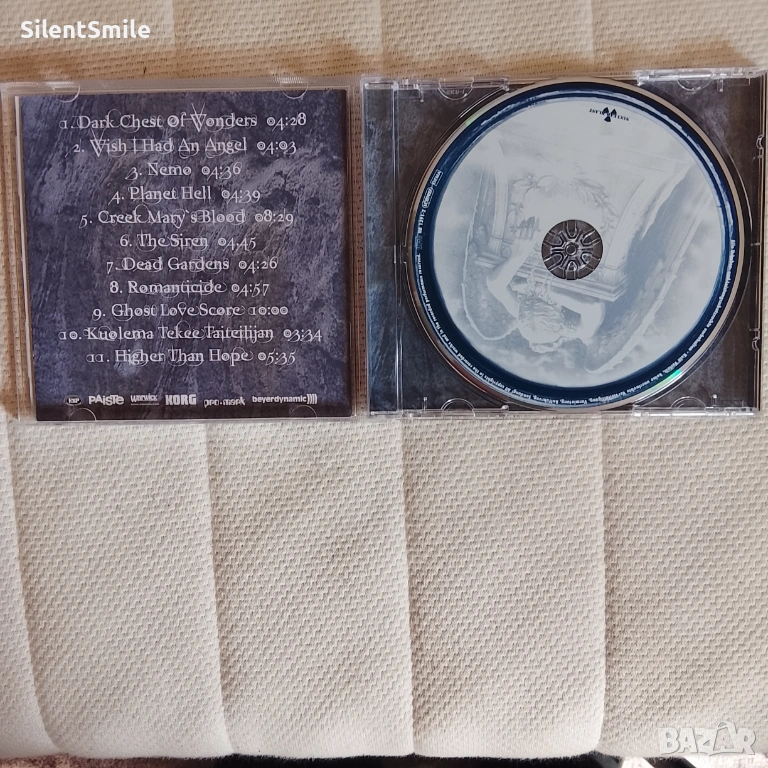 SilentSmile
1. Dark Chest Of Wonders 04:28
2. Wish I Had An Angel 04:03
3. Nemo 04:36
4. Planet Hell 04:39
5. Creek Mary's Blood 08:29
6. The Siren 04,45
7. Dead Gardens 04:26
8. Romanticide 04:57
9. Ghost Love Score 10:00
10. Kuolema Tekee Taiteilijan 03:34
11. Higher Than Hope 05:35
ESP PAiSTe WARWICK KORG pro·mark beyerdynamic))))
BAZAR